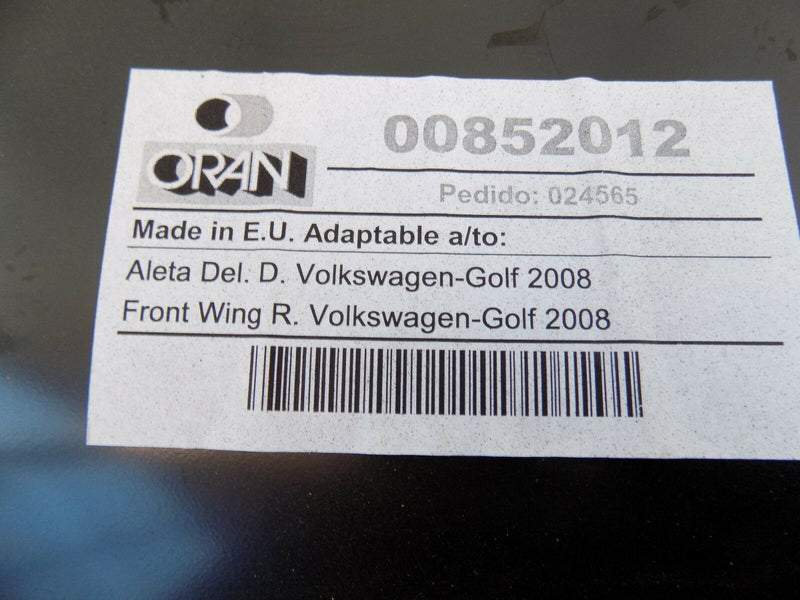 ORAN
00852012
Pedido: 024565
Made in E.U. Adaptable a/to:
Aleta Del. D. Volkswagen-Golf 2008
Front Wing R. Volkswagen-Golf 2008